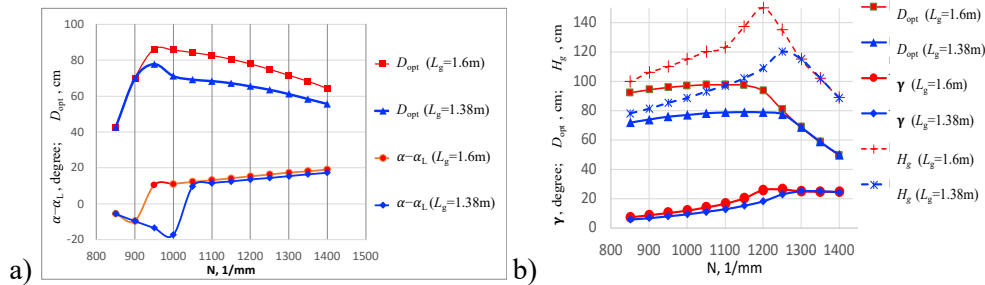 a)
α−α_L , degree; D_opt , cm
100
80
60
40
20
0
-20
800 900 1000 1100 1200 1300 1400 1500
N, 1/mm
D_opt (L_g=1.6m)
D_opt (L_g=1.38m)
α−α_L (L_g=1.6m)
α−α_L (L_g=1.38m)
b)
γ , degree; D_opt , cm; H_g , cm
140
120
100
80
60
40
20
0
800 900 1000 1100 1200 1300 1400
N, 1/mm
D_opt (L_g=1.6m)
D_opt (L_g=1.38m)
γ (L_g=1.6m)
γ (L_g=1.38m)
H_g (L_g=1.6m)
H_g (L_g=1.38m)